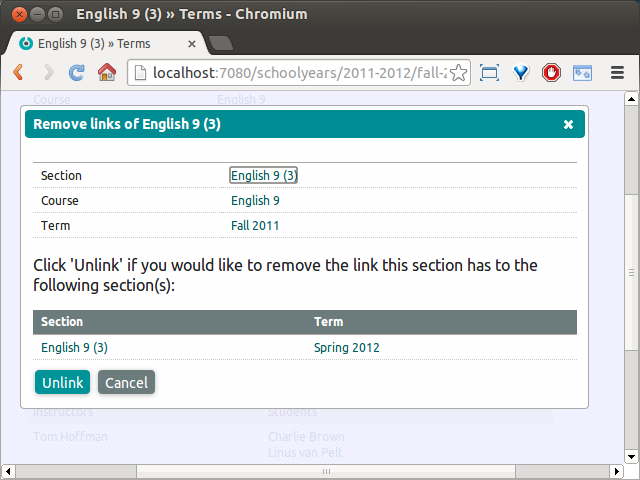 English 9 (3) » Terms - Chromium
English 9 (3) » Terms
localhost:7080/schoolyears/2011-2012/fall-2
Course English 9
Remove links of English 9 (3)
Section English 9 (3)
Course English 9
Term Fall 2011
Click 'Unlink' if you would like to remove the link this section has to the
following section(s):
Section Term
English 9 (3) Spring 2012
Unlink Cancel
Instructors Students
Tom Hoffman Charlie Brown
Linus van Pelt